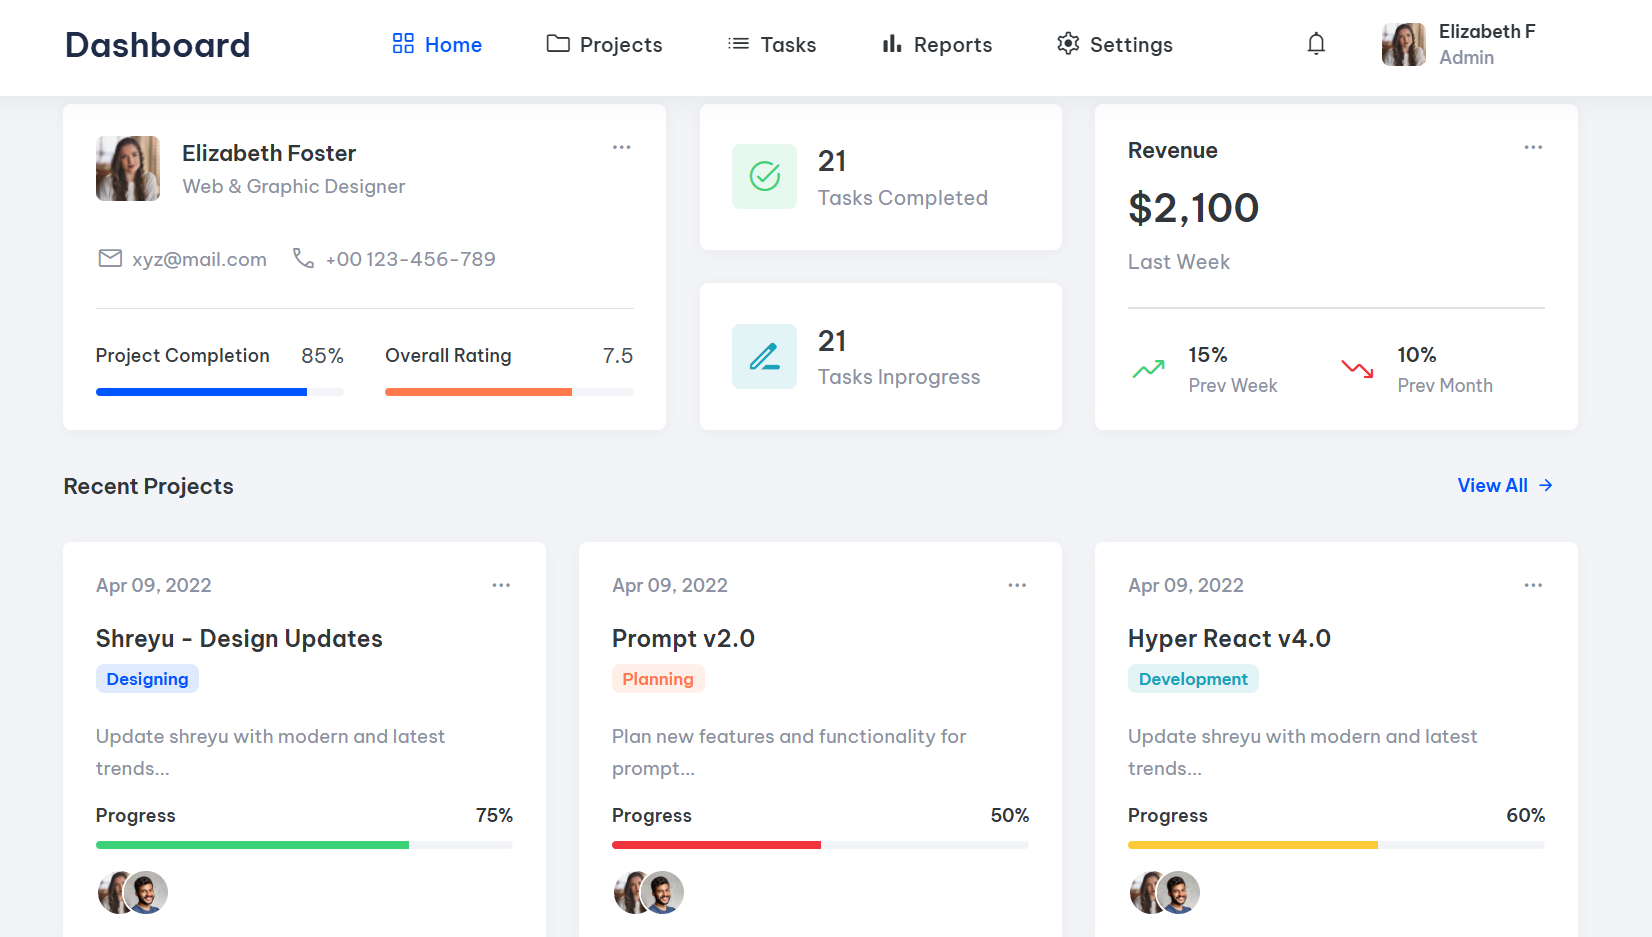 Dashboard
Home
Projects
Tasks
Reports
Settings
Elizabeth F
Admin
Elizabeth Foster
Web & Graphic Designer
xyz@mail.com
+00 123-456-789
Project Completion 85%
Overall Rating 7.5
21
Tasks Completed
21
Tasks Inprogress
Revenue
$2,100
Last Week
15%
Prev Week
10%
Prev Month
Recent Projects
View All
Apr 09, 2022
Shreyu - Design Updates
Designing
Update shreyu with modern and latest
trends...
Progress 75%
Apr 09, 2022
Prompt v2.0
Planning
Plan new features and functionality for
prompt...
Progress 50%
Apr 09, 2022
Hyper React v4.0
Development
Update shreyu with modern and latest
trends...
Progress 60%